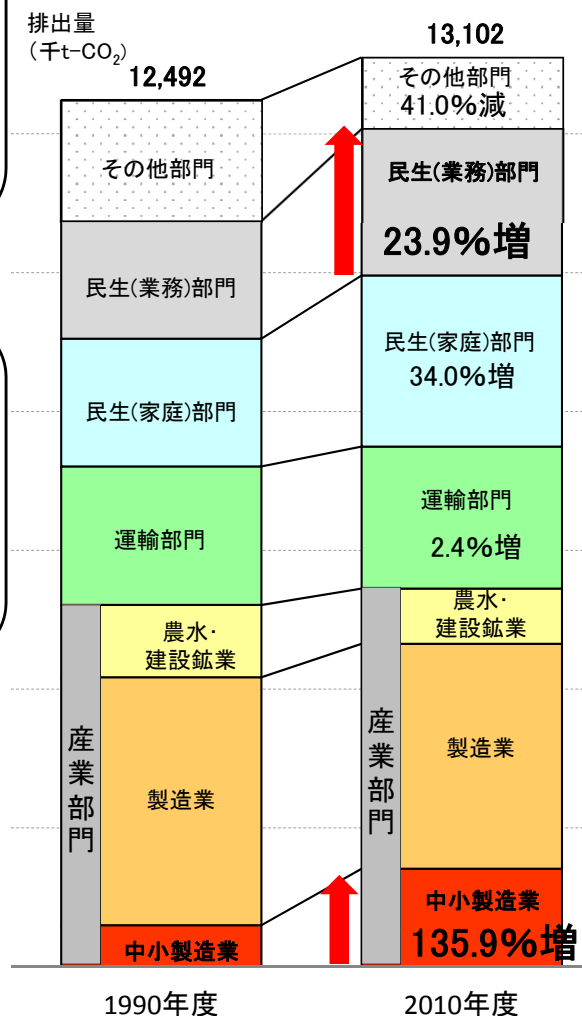 排出量
(千t-CO2)
12,492
その他部門
民生(業務)部門
民生(家庭)部門
運輸部門
農水・
建設鉱業
産業部門
製造業
中小製造業
1990年度
13,102
その他部門
41.0%減
民生(業務)部門
23.9%増
民生(家庭)部門
34.0%増
運輸部門
2.4%増
農水・
建設鉱業
産業部門
製造業
中小製造業
135.9%増
2010年度